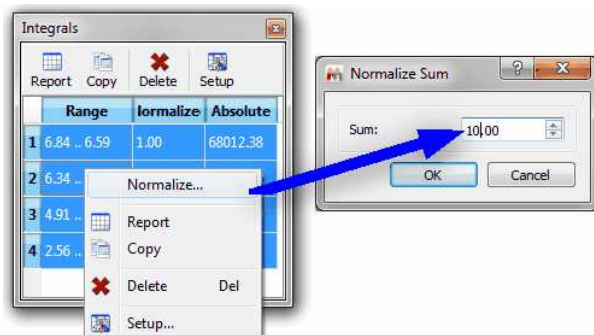 Integrals
Report Copy Delete Setup
Range lormalize Absolute
1 6.84 .. 6.59 1.00 68012.38
2 6.34 ..
3 4.91 ..
4 2.56 ..
Normalize...
Report
Copy
Delete Del
Setup...
Normalize Sum
Sum: 10.00
OK Cancel